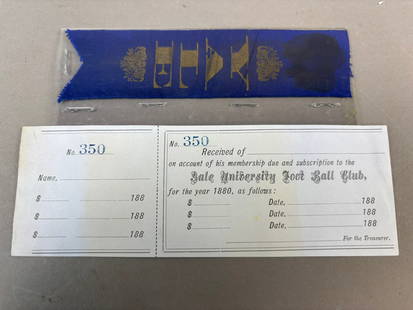 YALE
No. 350
Name,
$ 188
$ 188
$ 188
No. 350
Received of
on account of his membership due and subscription to the
Yale University Foot Ball Club,
for the year 1880, as follows:
$ Date, 188
$ Date, 188
$ Date, 188
For the Treasurer.